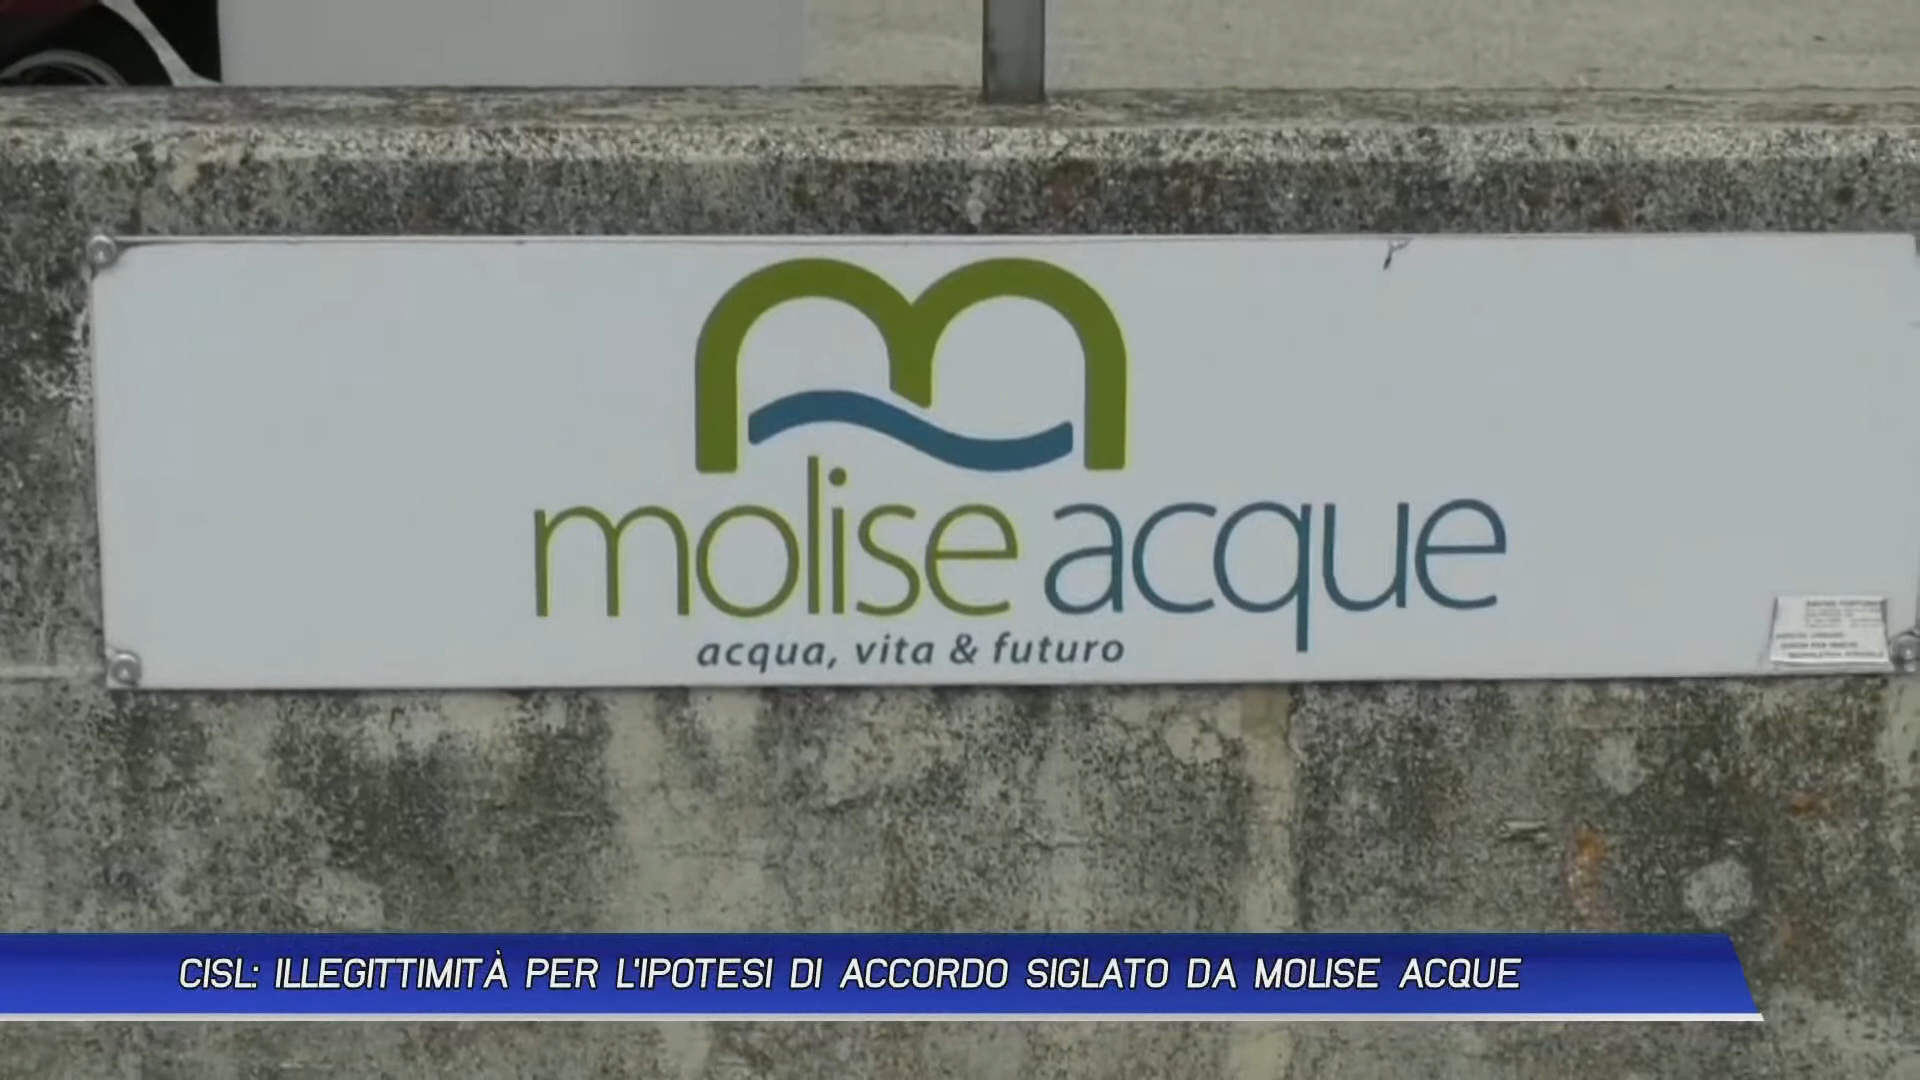 molise acque
acqua, vita & futuro
CISL: ILLEGITTIMITÀ PER L'IPOTESI DI ACCORDO SIGLATO DA MOLISE ACQUE